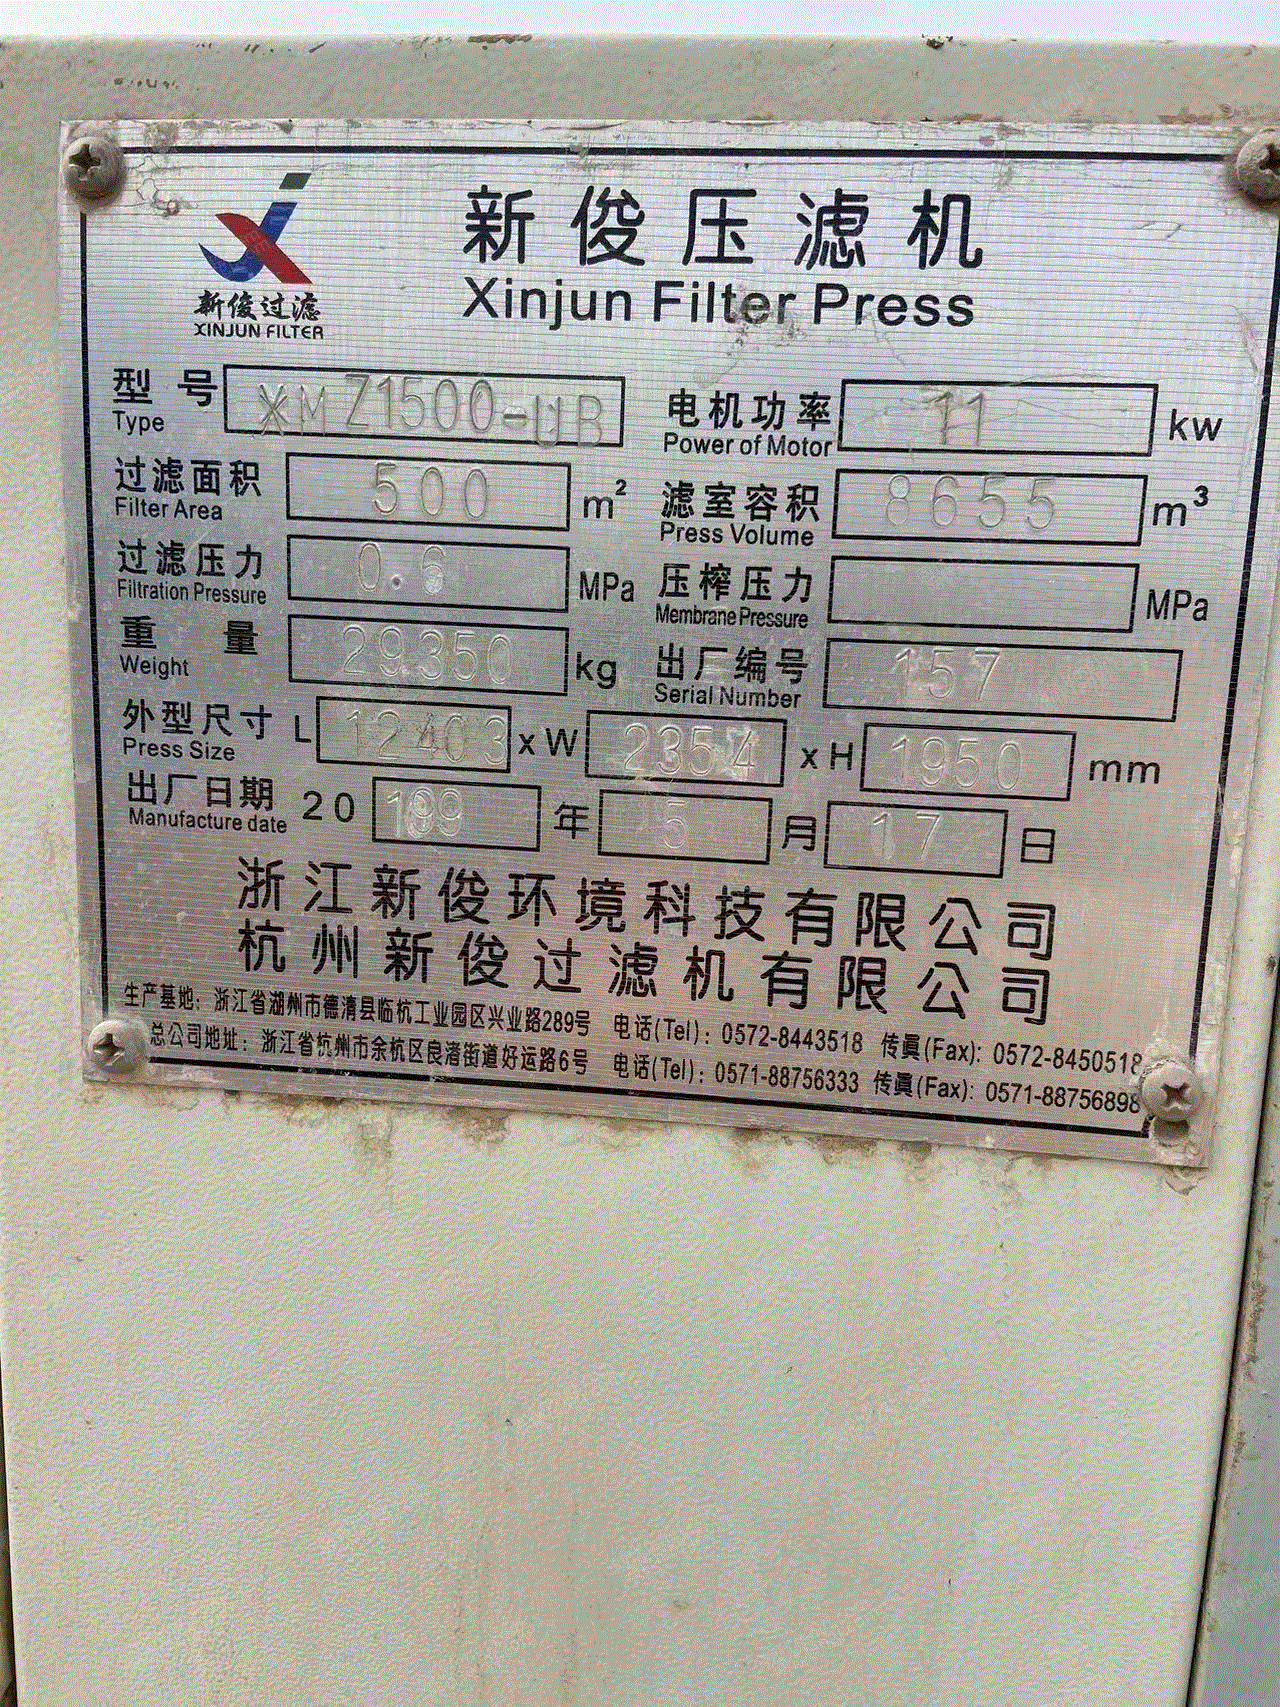 新俊压滤机
Xinjun Filter Press
新俊过滤
XINJUN FILTER
型号 XMZ1500-UB 电机功率 11 kw
Type Power of Motor
过滤面积 500 m² 滤室容积 8655 m³
Filter Area Press Volume
过滤压力 0.6 MPa 压榨压力 MPa
Filtration Pressure Membrane Pressure
重量 29350 kg 出厂编号 157
Weight Serial Number
外型尺寸 L 12403 x W 2354 x H 1950 mm
Press Size
出厂日期 20 年 5 月 17 日
Manufacture date
浙江新俊环境科技有限公司
杭州新俊过滤机有限公司
生产基地：浙江省湖州市德清县临杭工业园区兴业路289号 电话(Tel)：0572-8443518 传真(Fax)：0572-8450518
总公司地址：浙江省杭州市余杭区良渚街道好运路6号 电话(Tel)：0571-88756333 传真(Fax)：0571-88756898